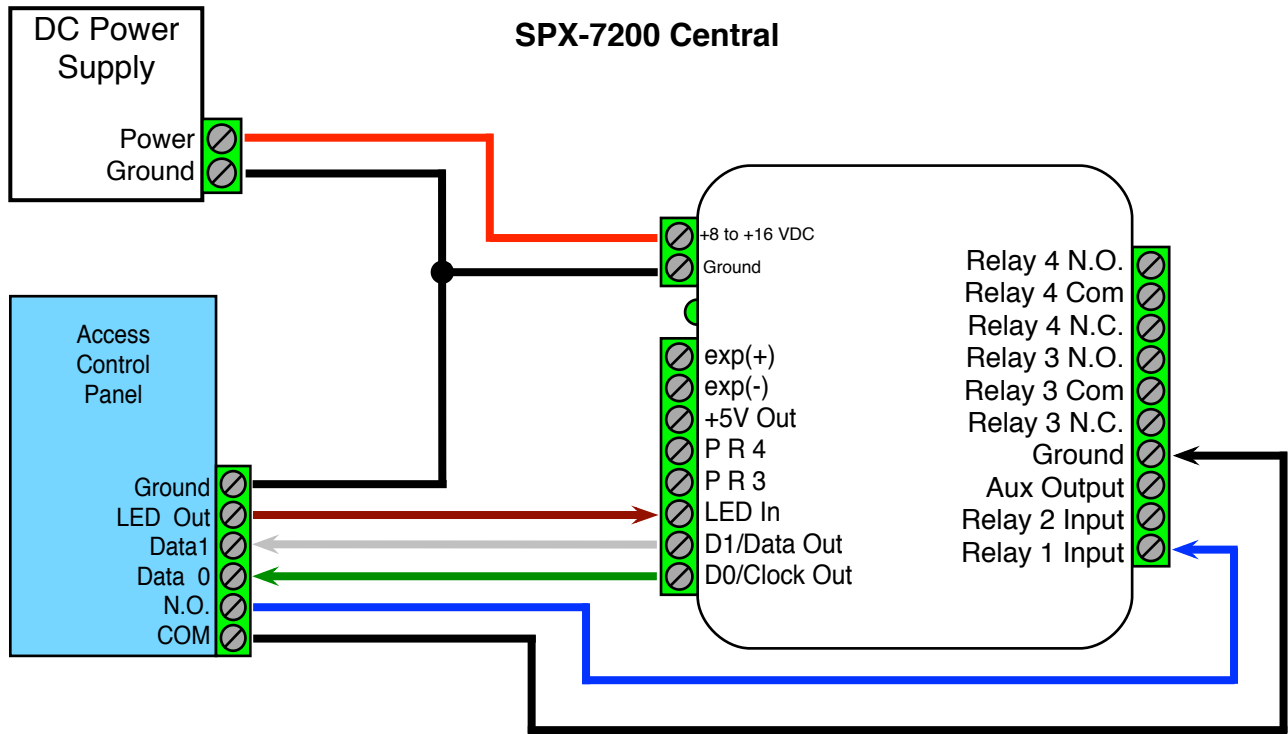 DC Power
Supply
Power
Ground
SPX-7200 Central
Access
Control
Panel
Ground
LED Out
Data1
Data 0
N.O.
COM
+8 to +16 VDC
Ground
exp(+)
exp(-)
+5V Out
P R 4
P R 3
LED In
D1/Data Out
D0/Clock Out
Relay 4 N.O.
Relay 4 Com
Relay 4 N.C.
Relay 3 N.O.
Relay 3 Com
Relay 3 N.C.
Ground
Aux Output
Relay 2 Input
Relay 1 Input